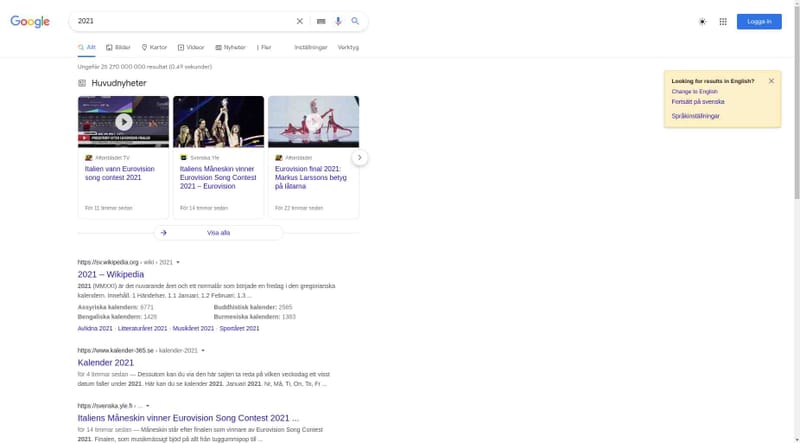 Google
2021
Logga in
Allt
Bilder
Kartor
Videor
Nyheter
Fler
Inställningar
Verktyg
Ungefär 25 270 000 000 resultat (0,49 sekunder)
Looking for results in English?
Change to English
Fortsätt på svenska
Språkinställningar
Huvudnyheter
Aftonbladet TV
Italien vann Eurovision
song contest 2021
För 11 timmar sedan
Svenska Yle
Italiens Måneskin vinner
Eurovision Song Contest
2021 – Eurovision
För 14 timmar sedan
Aftonbladet
Eurovision final 2021:
Markus Larssons betyg
på låtarna
För 22 timmar sedan
Visa alla
https://sv.wikipedia.org › wiki › 2021
2021 – Wikipedia
2021 (MMXXI) är det nuvarande året och ett normalår som började en fredag i den gregorianska
kalendern. Innehåll. 1 Händelser. 1.1 Januari; 1.2 Februari; 1.3 ...
Assyriska kalendern: 6771
Buddhistisk kalender: 2565
Bengaliska kalendern: 1428
Burmesiska kalendern: 1383
Avlidna 2021 · Litteraturåret 2021 · Musikåret 2021 · Sportåret 2021
https://www.kalender-365.se › kalender-2021
Kalender 2021
för 4 timmar sedan — Dessutom kan du via den här sajten ta reda på vilken veckodag ett visst
datum faller under 2021. Här kan du se kalender 2021. Januari 2021. Nr, Må, Ti, On, To, Fr ...
https://svenska.yle.fi › ...
Italiens Måneskin vinner Eurovision Song Contest 2021 ...
för 14 timmar sedan — Måneskin står efter finalen som vinnare av Eurovision Song Contest
2021. Finalen, som musikmässigt bjöd på allt från tuggummipop till ...